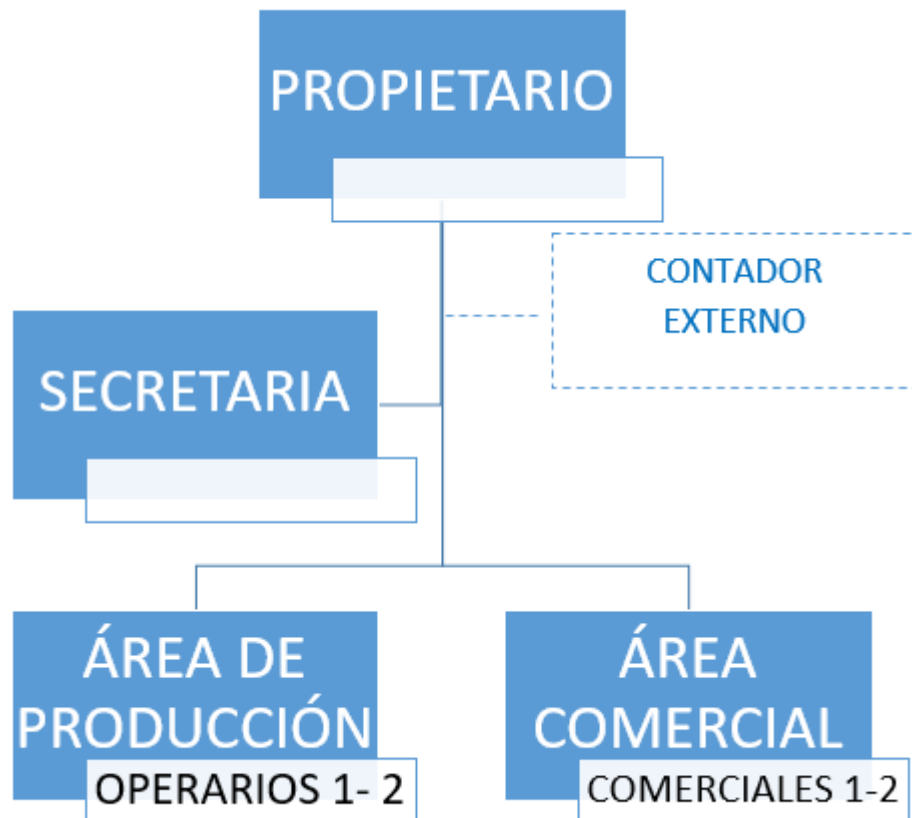 PROPIETARIO
CONTADOR
EXTERNO
SECRETARIA
ÁREA DE
PRODUCCIÓN
OPERARIOS 1- 2
ÁREA
COMERCIAL
COMERCIALES 1-2